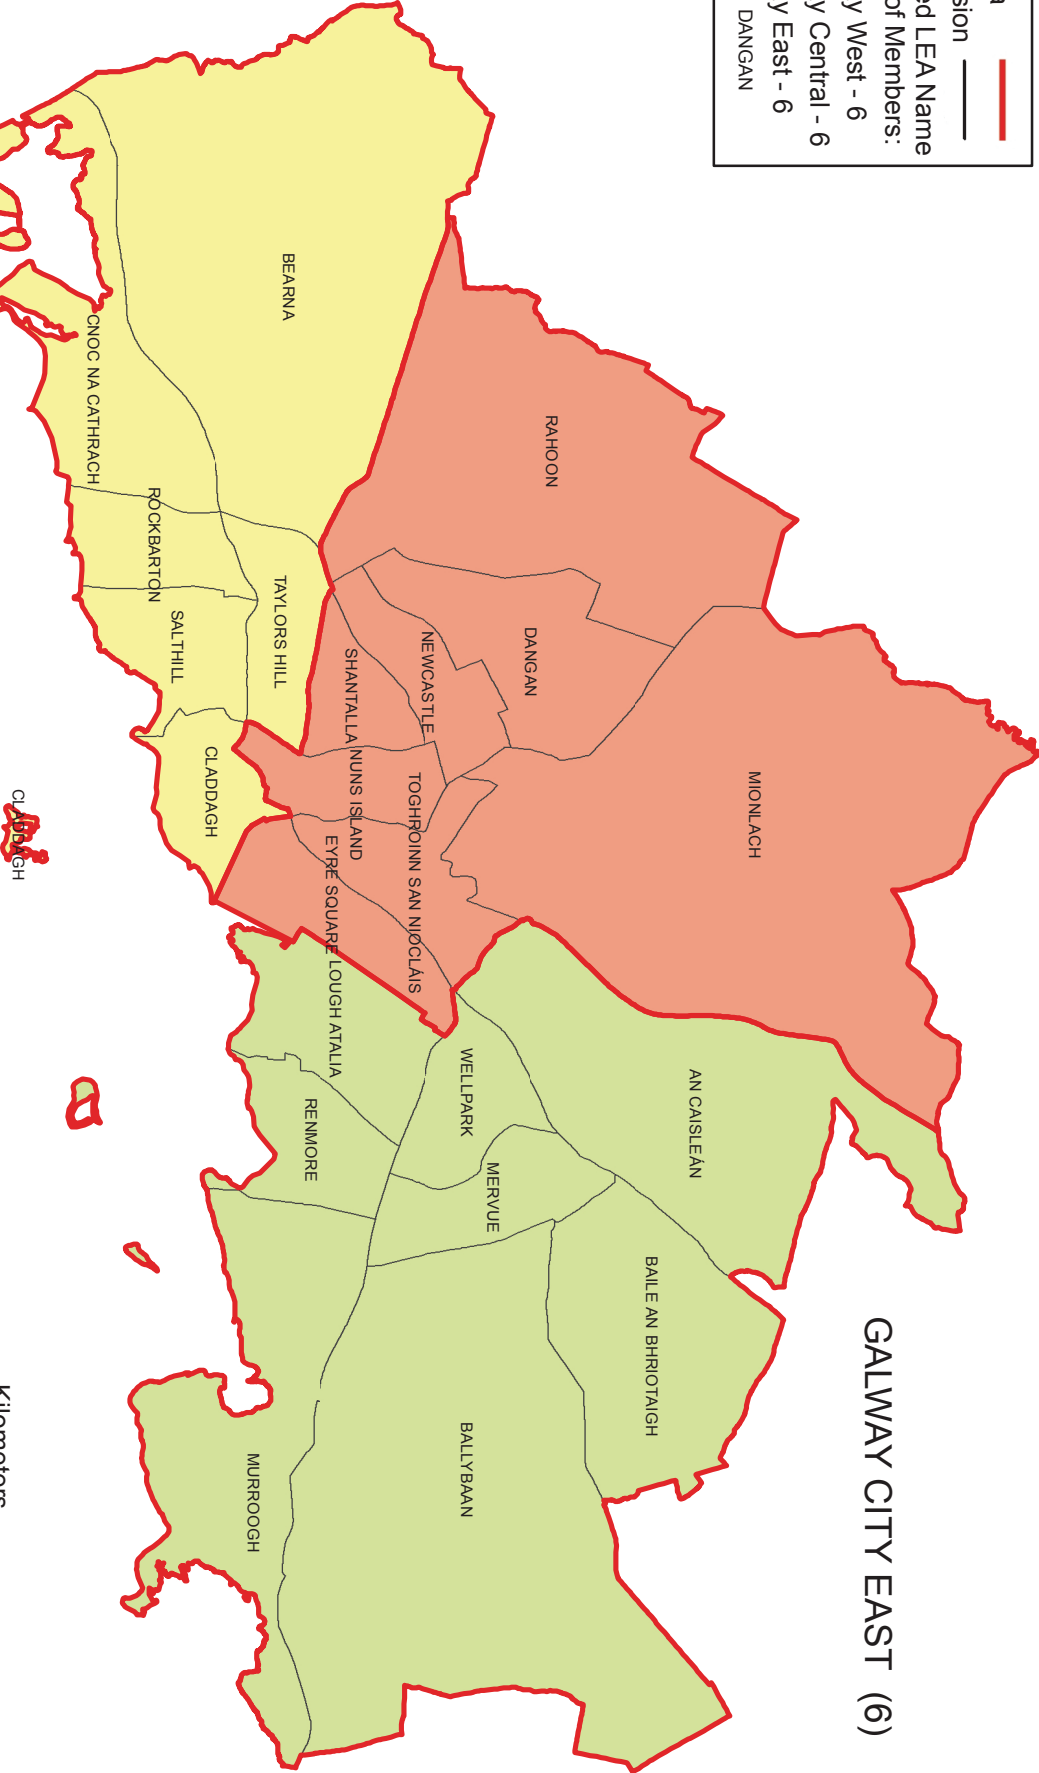 sion
ed LEA Name
of Members:
y West - 6
y Central - 6
y East - 6
DANGAN
GALWAY CITY EAST (6)
BEARNA
CNOC NA CATHRACH
ROCKBARTON
TAYLORS HILL
SALTHILL
CLADDAGH
RAHOON
DANGAN
NEWCASTLE
SHANTALLA
NUNS ISLAND
TOGHROINN SAN NIOCLÁIS
EYRE SQUARE
MIONLACH
LOUGH ATALIA
WELLPARK
RENMORE
MERVUE
AN CAISLEÁN
BAILE AN BHRIOTAIGH
BALLYBAAN
MURROOGH
CLADDAGH
Kilometers